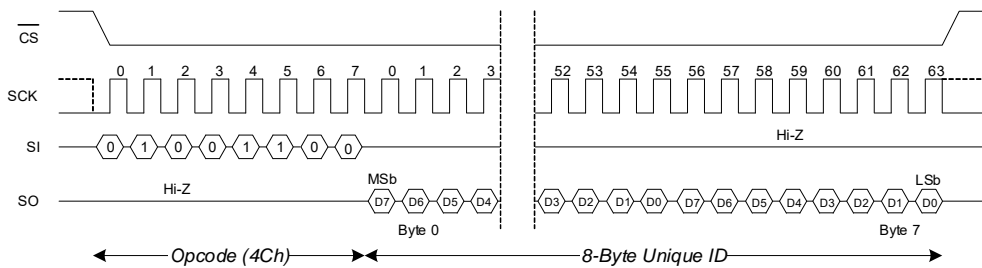 CS
0 1 2 3 4 5 6 7 0 1 2 3 52 53 54 55 56 57 58 59 60 61 62 63
SCK
Hi-Z
SI 0 1 0 0 1 1 0 0
Hi-Z MSb LSb
SO D7 D6 D5 D4 D3 D2 D1 D0 D7 D6 D5 D4 D3 D2 D1 D0
Byte 0 Byte 7
Opcode (4Ch) 8-Byte Unique ID